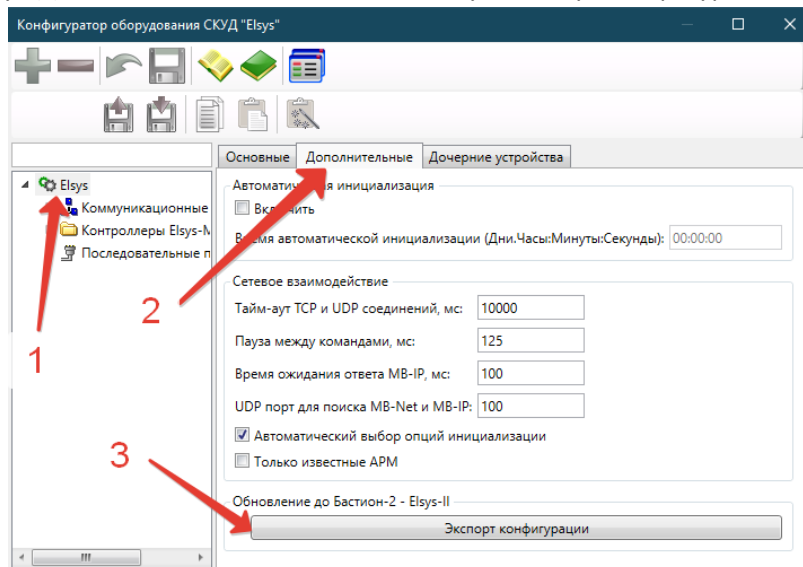 Конфигуратор оборудования СКУД "Elsys"
Основные Дополнительные Дочерние устройства
Elsys
Коммуникационные
Контроллеры Elsys-M
Последовательные п
Автоматическая инициализация
Включить
Время автоматической инициализации (Дни.Часы:Минуты:Секунды): 00:00:00
Сетевое взаимодействие
Тайм-аут TCP и UDP соединений, мс: 10000
Пауза между командами, мс: 125
Время ожидания ответа MB-IP, мс: 100
UDP порт для поиска MB-Net и MB-IP: 100
Автоматический выбор опций инициализации
Только известные АРМ
Обновление до Бастион-2 - Elsys-II
Экспорт конфигурации
1
2
3